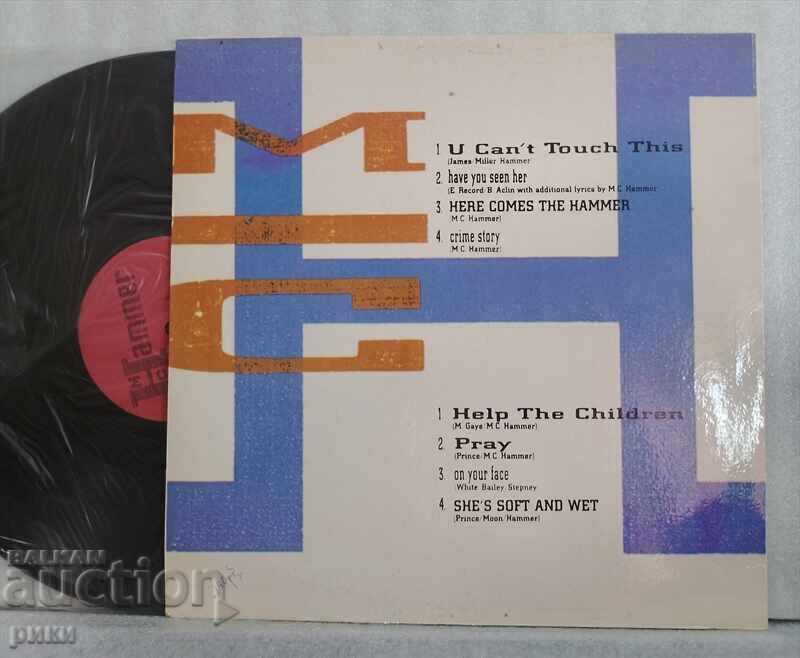 M
C
Hammer.
1 U Can't Touch This
(James/Miller/Hammer
2. have you seen her
(E. Record/B. Aclin with additional lyrics by M.C. Hammer
3. HERE COMES THE HAMMER
(M.C. Hammer)
4. crime story
(M.C. Hammer)
1. Help The Children
(M. Gaye/M.C. Hammer)
2. Pray
(Prince/M.C. Hammer)
3. on your face
(White/Bailey/Stepney
4. SHE'S SOFT AND WET
(Prince/Moon/Hammer)
BALKAN
auction
рики